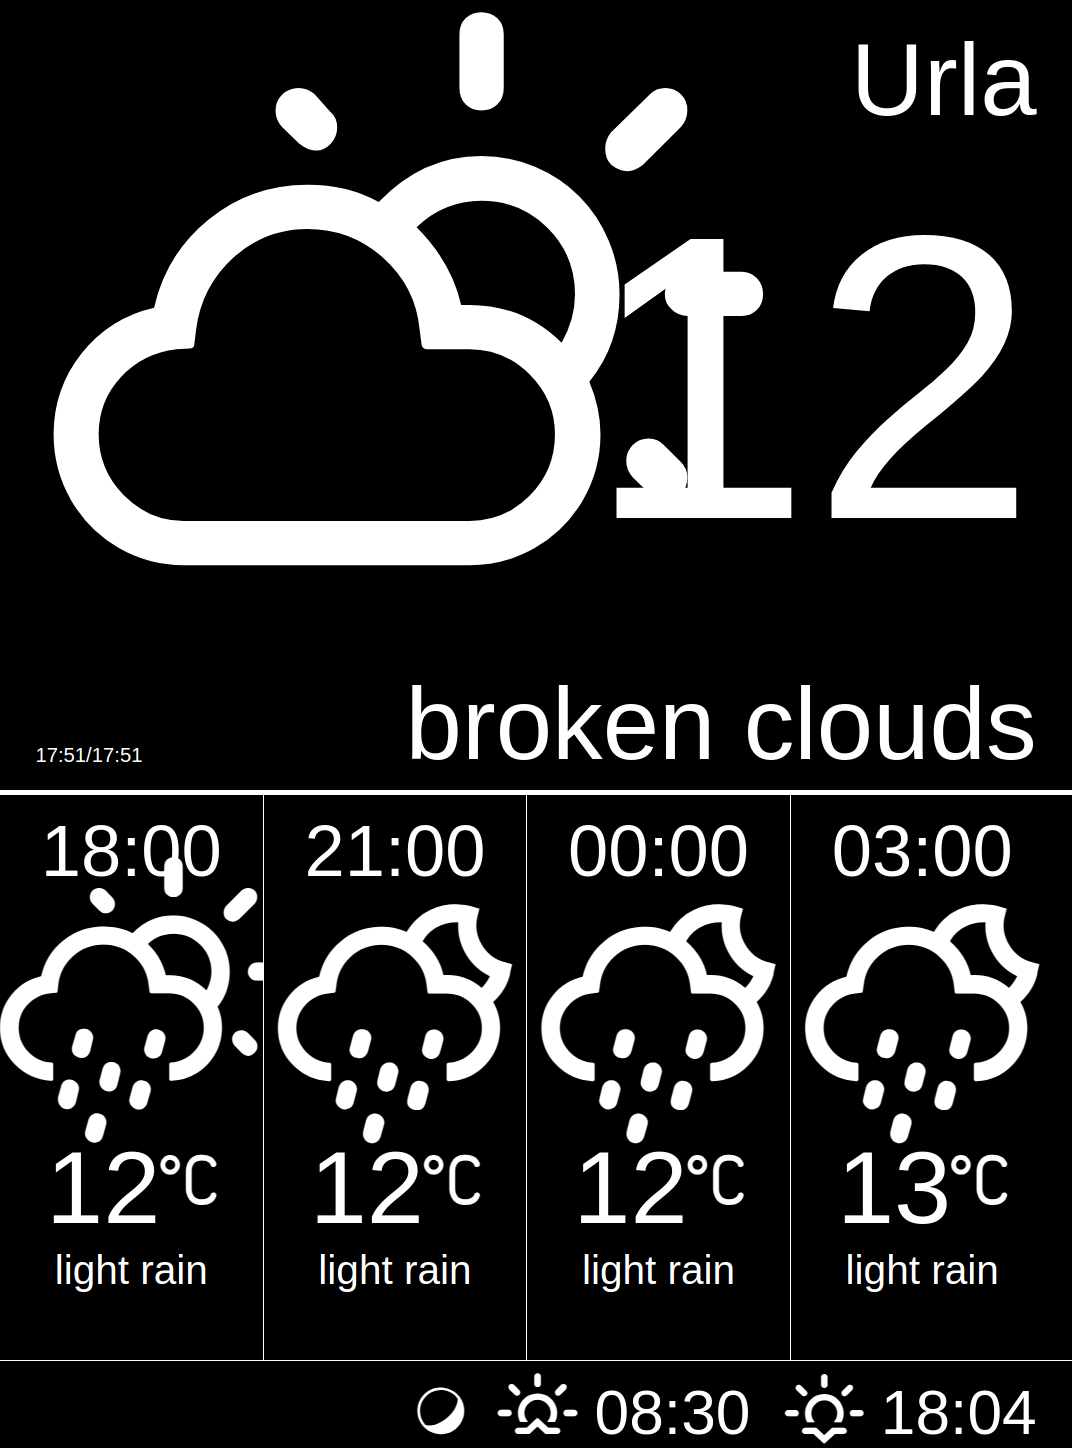 Urla
12
broken clouds
17:51/17:51
18:00 21:00 00:00 03:00
12°C 12°C 12°C 13°C
light rain light rain light rain light rain
08:30 18:04